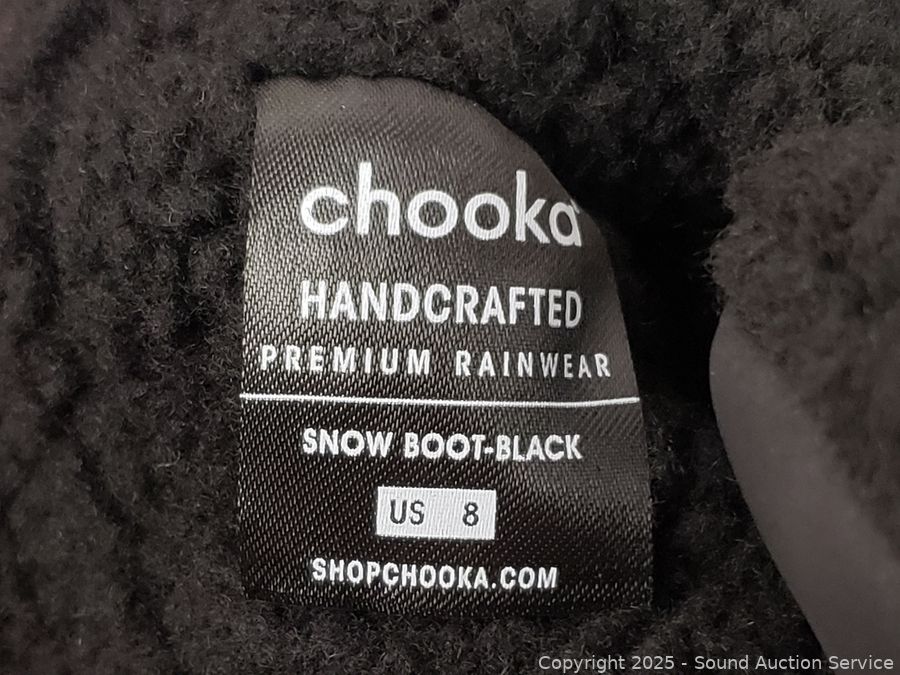 chooka
HANDCRAFTED
PREMIUM RAINWEAR
SNOW BOOT-BLACK
US 8
SHOPCHOOKA.COM
Copyright 2025 - Sound Auction Service